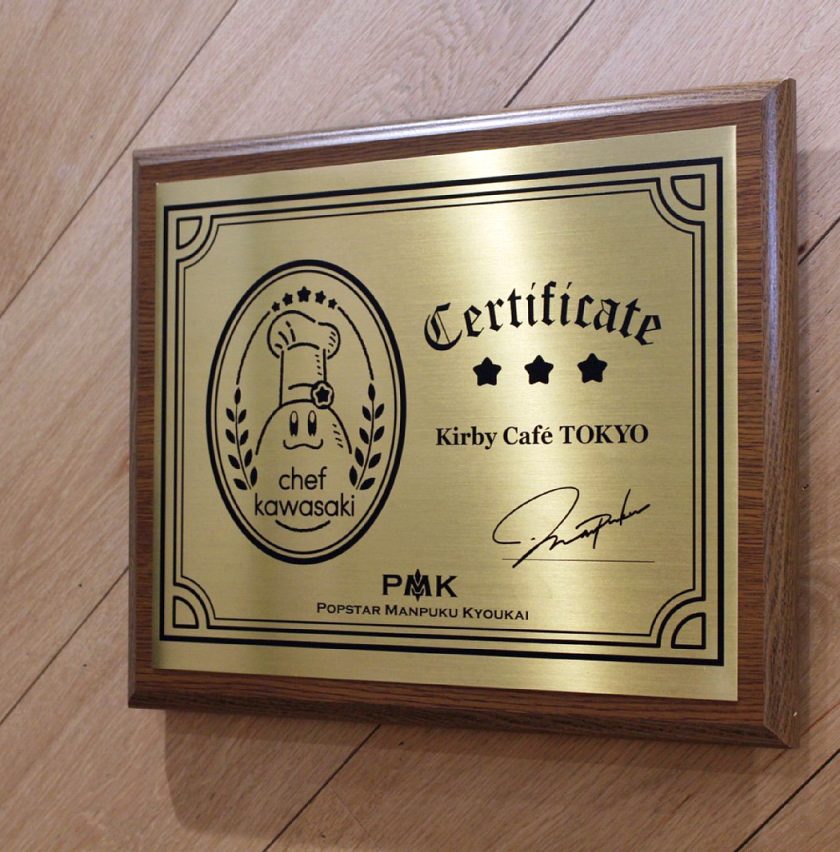 Certificate
Kirby Café TOKYO
chef
kawasaki
PMK
POPSTAR MANPUKU KYOUKAI